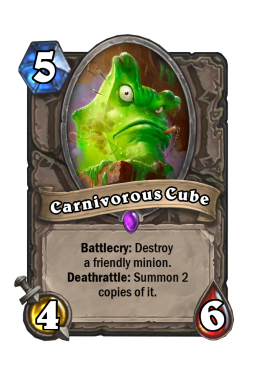 5
Carnivorous Cube
Battlecry: Destroy
a friendly minion.
Deathrattle: Summon 2
copies of it.
4
6